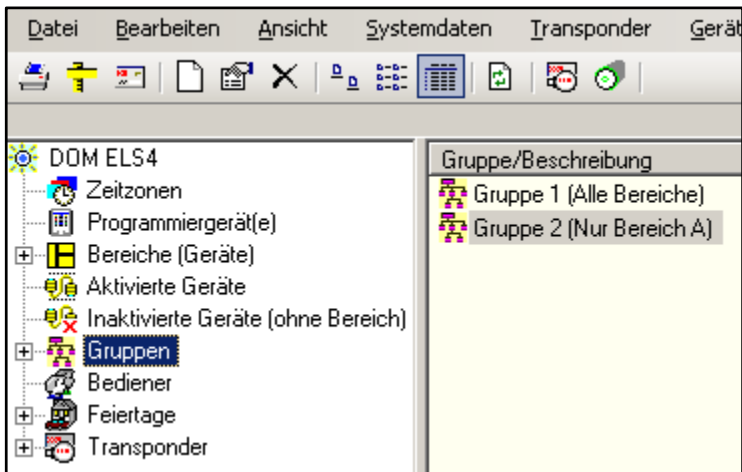 Datei Bearbeiten Ansicht Systemdaten Transponder Gerät
DOM ELS4
Zeitzonen
Programmiergerät(e)
Bereiche (Geräte)
Aktivierte Geräte
Inaktivierte Geräte (ohne Bereich)
Gruppen
Bediener
Feiertage
Transponder
Gruppe/Beschreibung
Gruppe 1 (Alle Bereiche)
Gruppe 2 (Nur Bereich A)